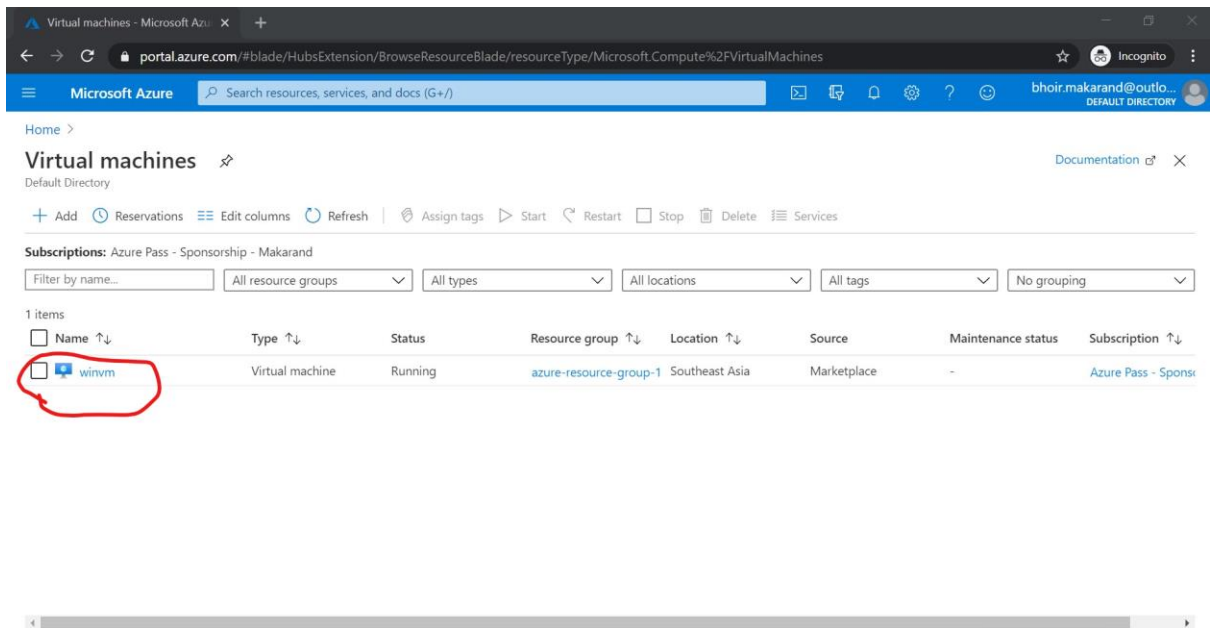 Virtual machines - Microsoft Azu
portal.azure.com/#blade/HubsExtension/BrowseResourceBlade/resourceType/Microsoft.Compute%2FVirtualMachines Incognito
Microsoft Azure Search resources, services, and docs (G+/) bhoir.makarand@outlo...
DEFAULT DIRECTORY
Home >
Virtual machines Documentation
Default Directory
Add Reservations Edit columns Refresh Assign tags Start Restart Stop Delete Services
Subscriptions: Azure Pass - Sponsorship - Makarand
Filter by name... All resource groups All types All locations All tags No grouping
1 items
Name ↑↓ Type ↑↓ Status Resource group ↑↓ Location ↑↓ Source Maintenance status Subscription ↑↓
winvm Virtual machine Running azure-resource-group-1 Southeast Asia Marketplace - Azure Pass - Sponso